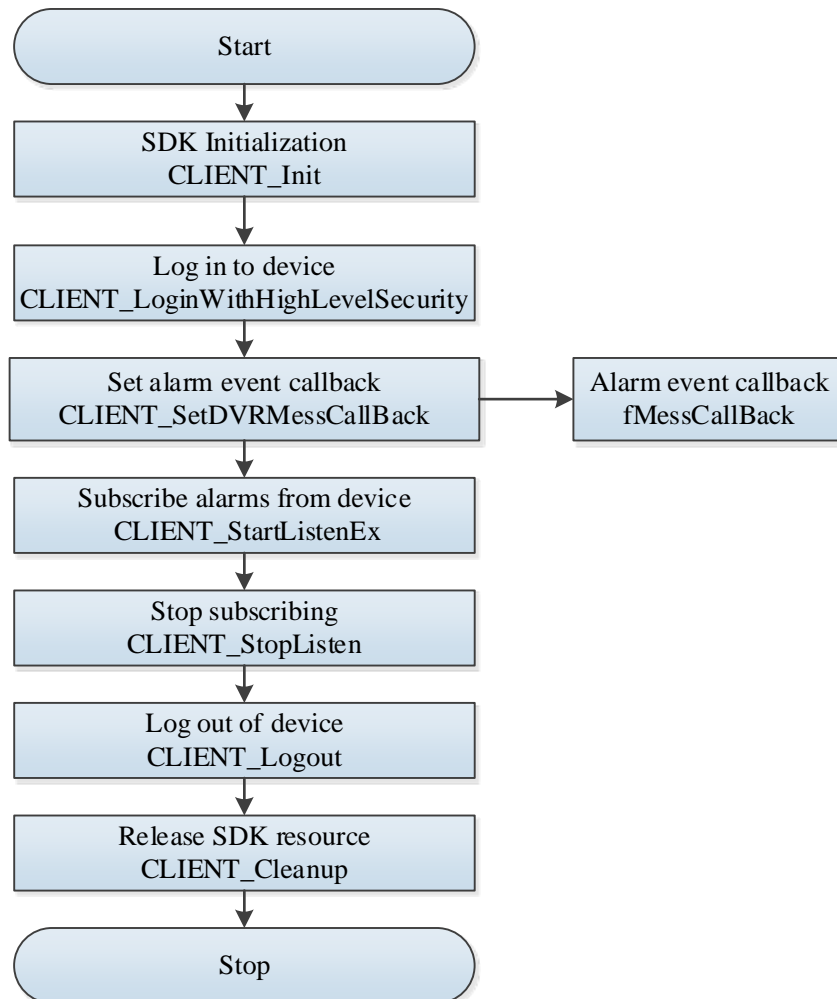 Start
SDK Initialization
CLIENT_Init
Log in to device
CLIENT_LoginWithHighLevelSecurity
Set alarm event callback
CLIENT_SetDVRMessCallBack
Alarm event callback
fMessCallBack
Subscribe alarms from device
CLIENT_StartListenEx
Stop subscribing
CLIENT_StopListen
Log out of device
CLIENT_Logout
Release SDK resource
CLIENT_Cleanup
Stop